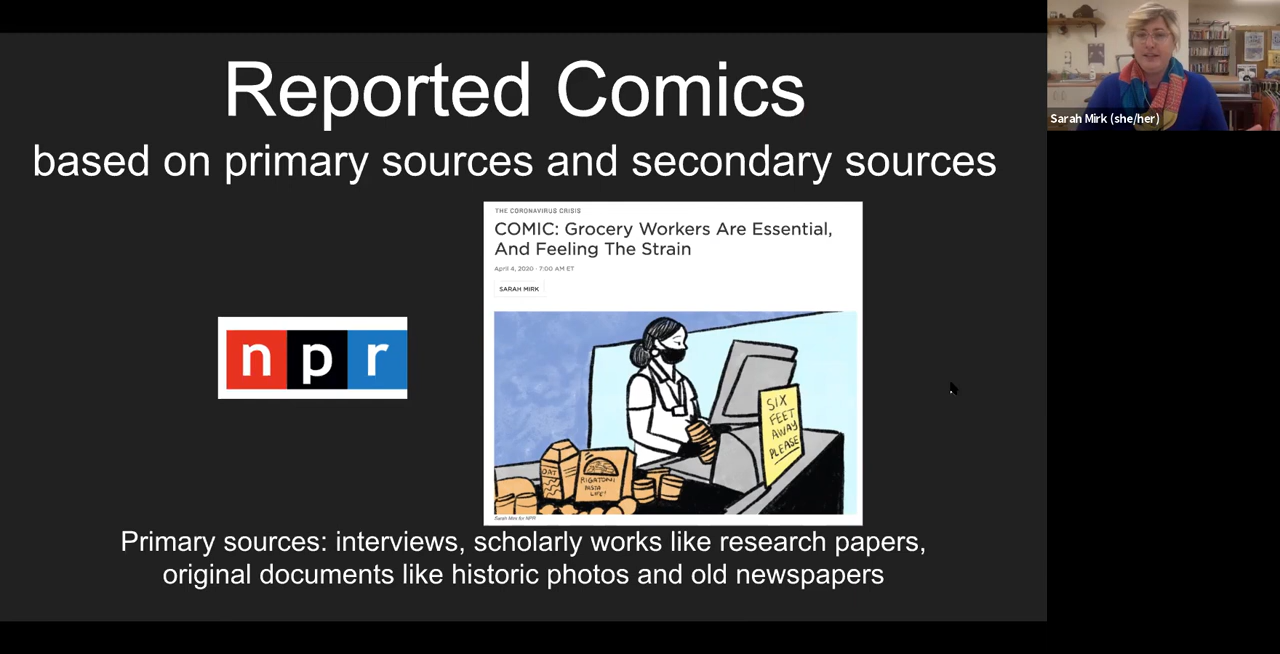 Reported Comics
based on primary sources and secondary sources
THE CORONAVIRUS CRISIS
COMIC: Grocery Workers Are Essential,
And Feeling The Strain
April 4, 2020 · 7:00 AM ET
SARAH MIRK
npr
SIX
FEET
AWAY
PLEASE
OAT
RIGATONI
PASTA
LIFE!
Sarah Mirk for NPR
Primary sources: interviews, scholarly works like research papers,
original documents like historic photos and old newspapers
Sarah Mirk (she/her)